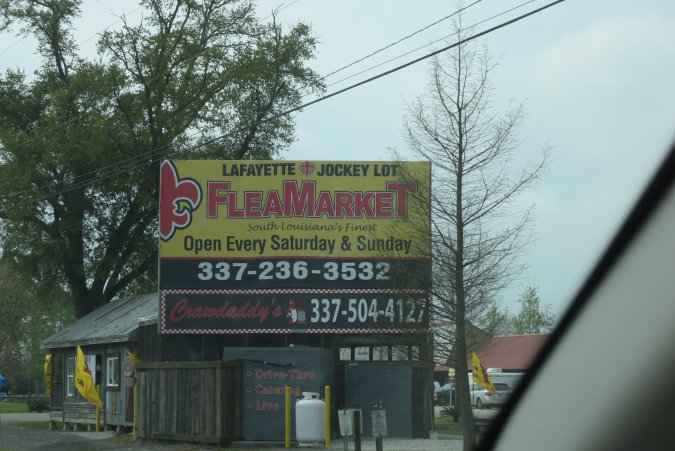 LAFAYETTE JOCKEY LOT
FLEAMARKET
South Louisiana's Finest
Open Every Saturday & Sunday
337-236-3532
Crawdaddy's 337-504-4127
Drive-Thru
Catering
Live